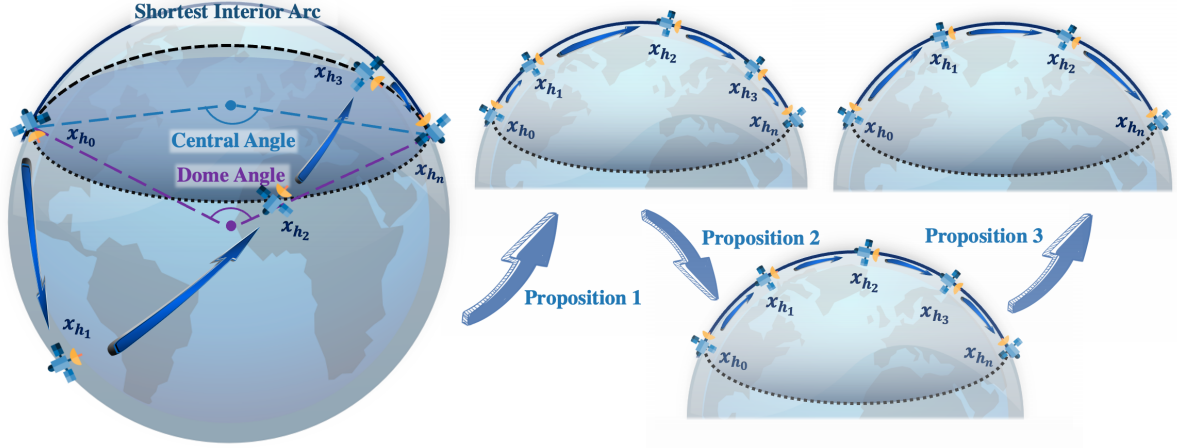 Shortest Interior Arc
x_{h_3}
x_{h_0}
Central Angle
x_{h_n}
Dome Angle
x_{h_2}
x_{h_1}
x_{h_0}
x_{h_1}
x_{h_2}
x_{h_3}
x_{h_n}
x_{h_0}
x_{h_1}
x_{h_2}
x_{h_n}
Proposition 1
Proposition 2
Proposition 3
x_{h_0}
x_{h_1}
x_{h_2}
x_{h_3}
x_{h_n}